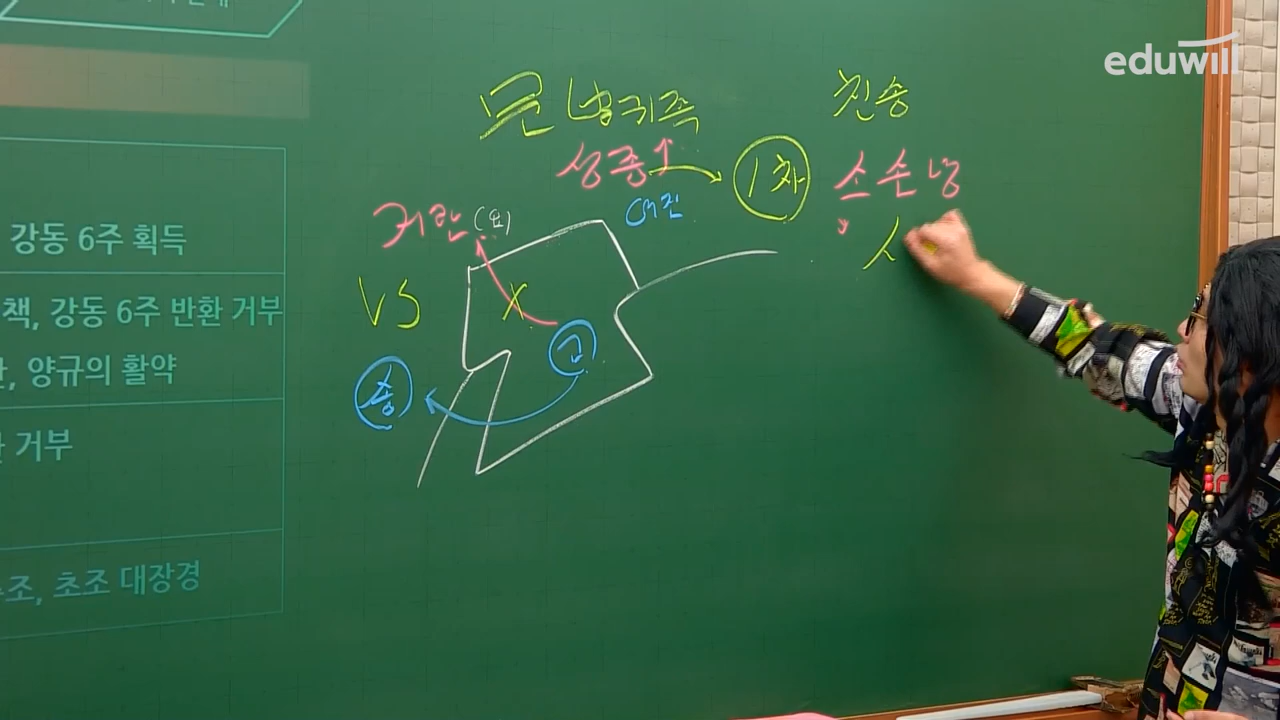 eduwill
문벌귀족
친송
성종↑
1차
소손녕
거란(요)
여진
VS
X
고
송
강동 6주 획득
책, 강동 6주 반환 거부
, 양규의 활약
거부
조, 초조 대장경